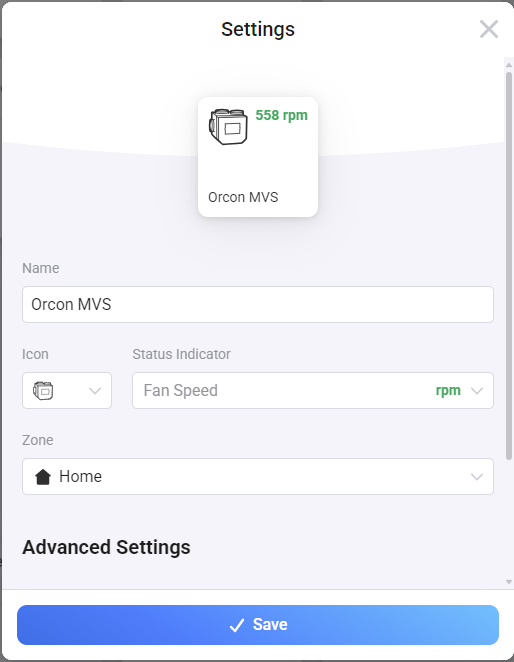 Settings
558 rpm
Orcon MVS
Name
Orcon MVS
Icon
Status Indicator
Fan Speed
rpm
Zone
Home
Advanced Settings
Save